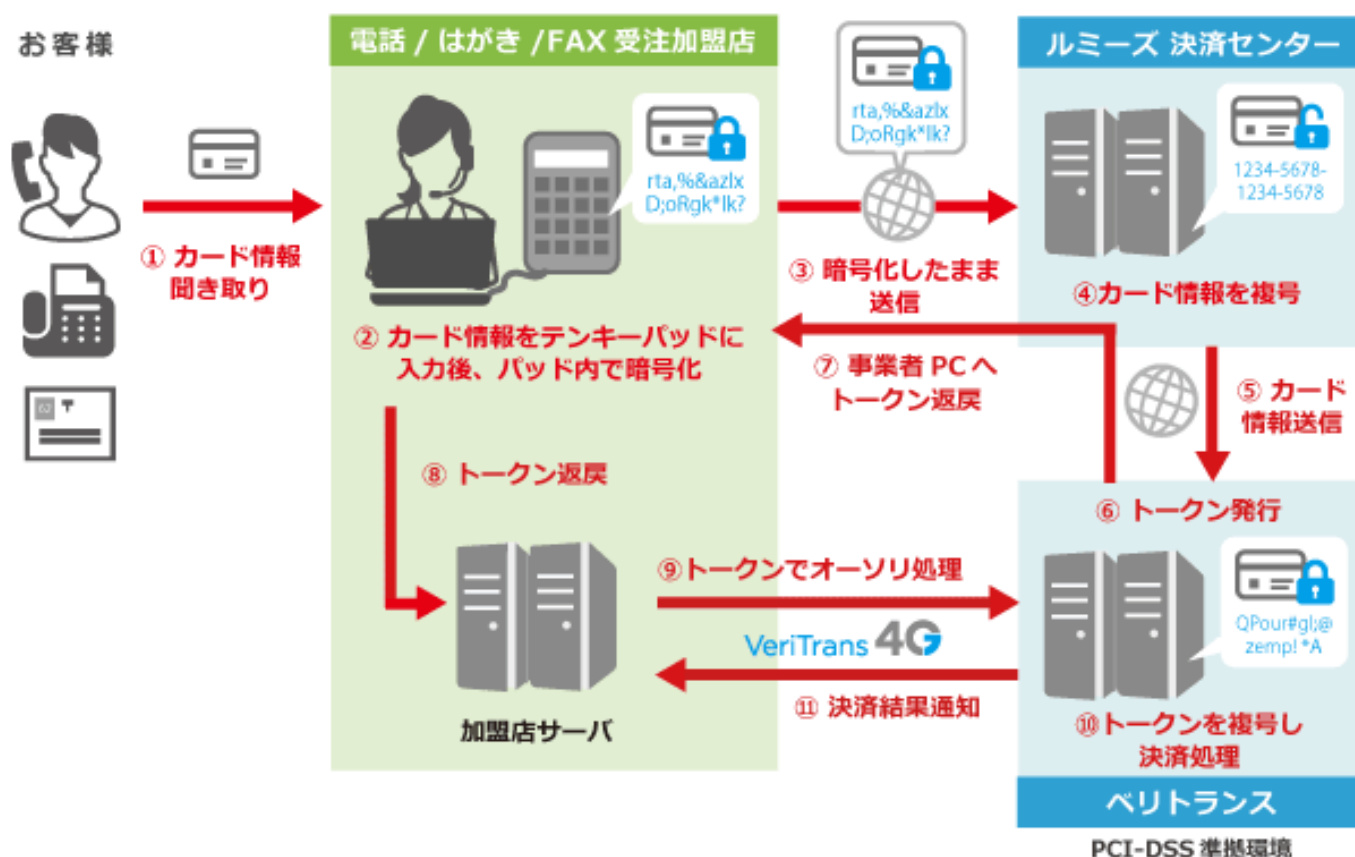 お客様
電話 / はがき /FAX 受注加盟店
ルミーズ 決済センター
rta,%&azlx
D;oRgk*lk?
rta,%&azlx
D;oRgk*lk?
1234-5678-
1234-5678
① カード情報
聞き取り
② カード情報をテンキーパッドに
入力後、パッド内で暗号化
③ 暗号化したまま
送信
④カード情報を複号
⑤ カード
情報送信
⑥ トークン発行
⑦ 事業者 PC へ
トークン返戻
62 〒
⑧ トークン返戻
⑨トークンでオーソリ処理
VeriTrans 4G
⑪ 決済結果通知
QPour#gl;@
zemp! *A
⑩トークンを複号し
決済処理
加盟店サーバ
ベリトランス
PCI-DSS 準拠環境